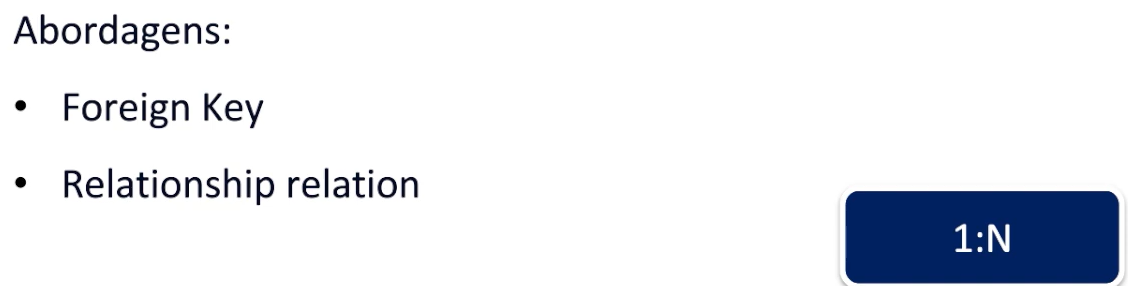 Abordagens:
• Foreign Key
• Relationship relation
1:N